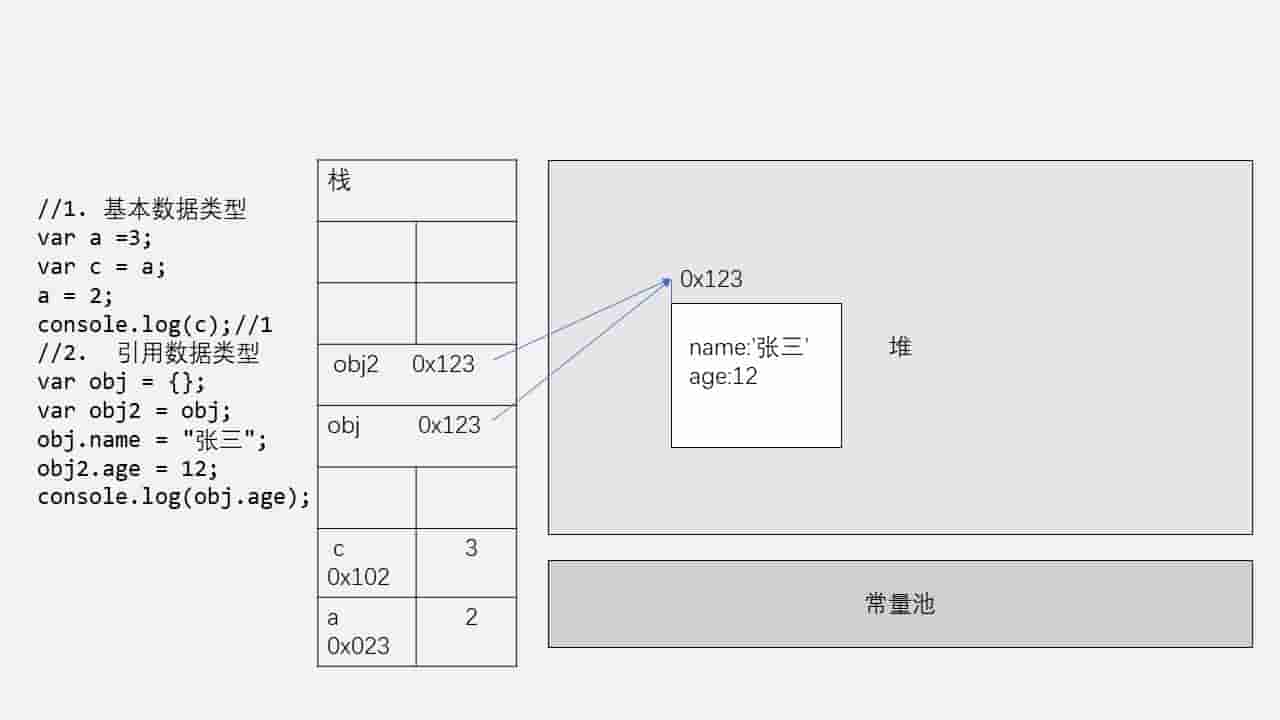 //1. 基本数据类型
var a =3;
var c = a;
a = 2;
console.log(c);//1
//2.  引用数据类型
var obj = {};
var obj2 = obj;
obj.name = "张三";
obj2.age = 12;
console.log(obj.age);
栈
obj2 0x123
obj 0x123
c 3
0x102
a 2
0x023
0x123
name:'张三'
age:12
堆
常量池